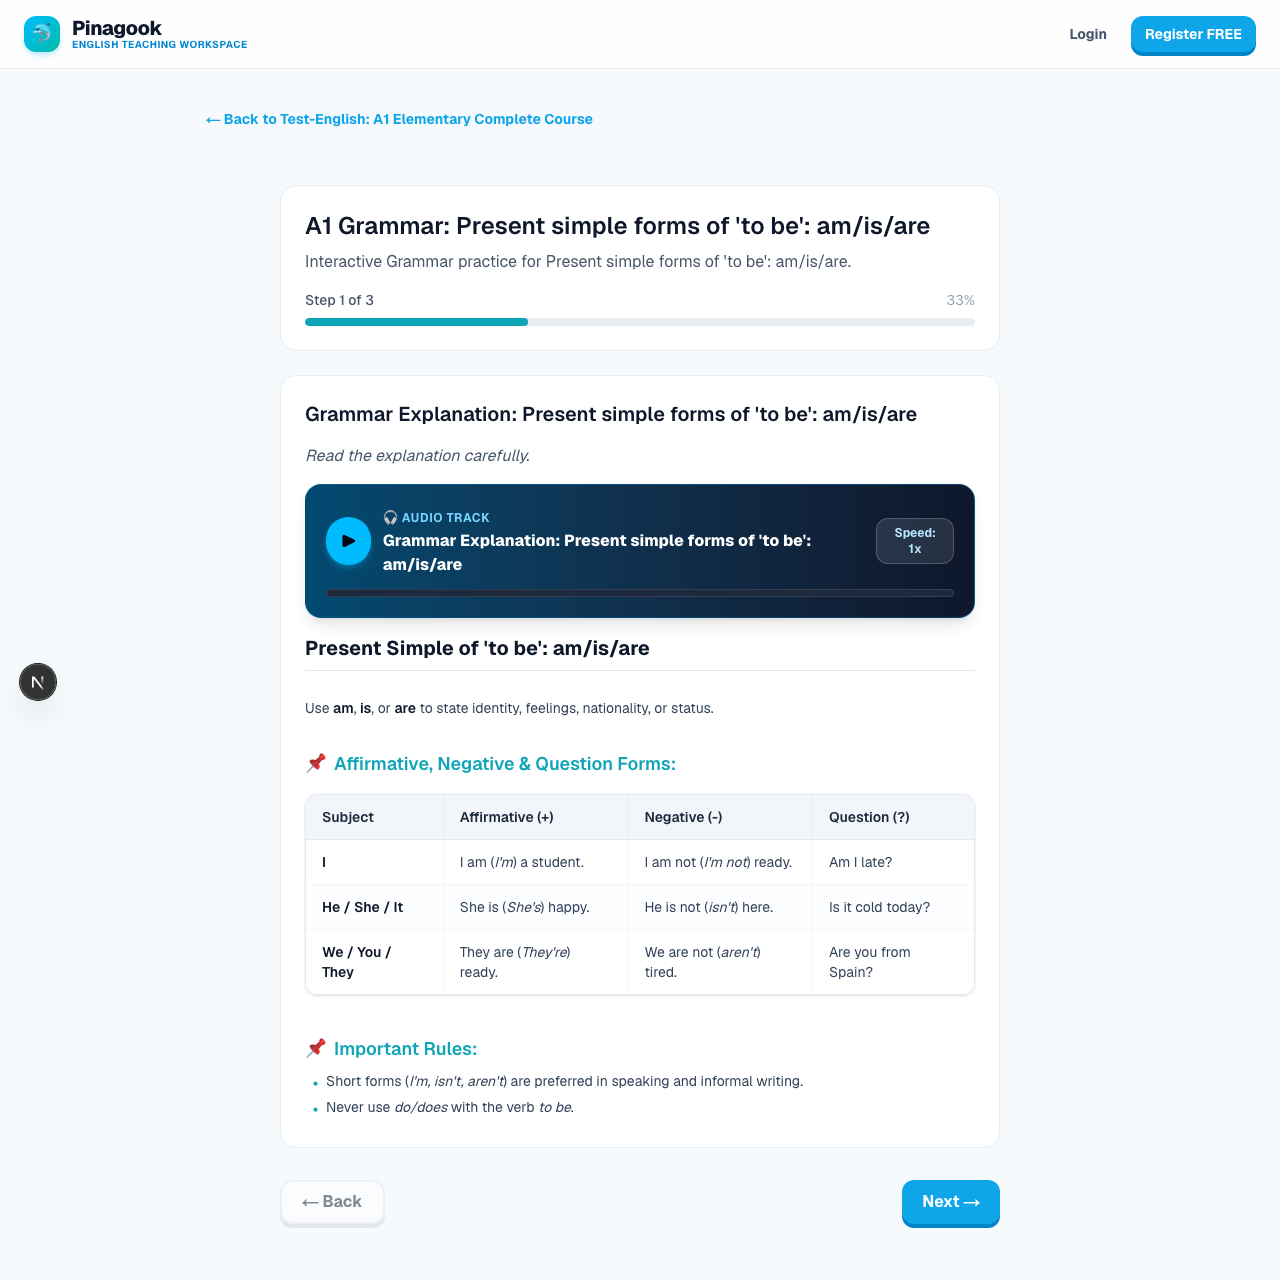 Pinagook
ENGLISH TEACHING WORKSPACE
Login
Register FREE
← Back to Test-English: A1 Elementary Complete Course
A1 Grammar: Present simple forms of 'to be': am/is/are
Interactive Grammar practice for Present simple forms of 'to be': am/is/are.
Step 1 of 3
33%
Grammar Explanation: Present simple forms of 'to be': am/is/are
Read the explanation carefully.
🎧 AUDIO TRACK
Grammar Explanation: Present simple forms of 'to be':
am/is/are
Speed:
1x
Present Simple of 'to be': am/is/are
Use am, is, or are to state identity, feelings, nationality, or status.
📌 Affirmative, Negative & Question Forms:
Subject Affirmative (+) Negative (-) Question (?)
I I am (I'm) a student. I am not (I'm not) ready. Am I late?
He / She / It She is (She's) happy. He is not (isn't) here. Is it cold today?
We / You / They They are (They're) ready. We are not (aren't) tired. Are you from Spain?
📌 Important Rules:
• Short forms (I'm, isn't, aren't) are preferred in speaking and informal writing.
• Never use do/does with the verb to be.
← Back
Next →
N